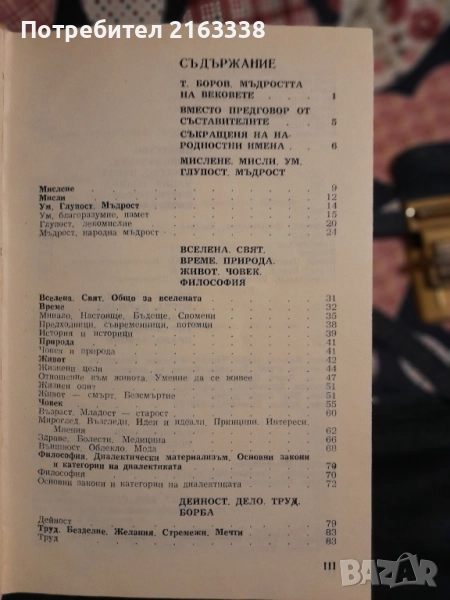 Потребител 2163338
СЪДЪРЖАНИЕ
Т. БОРОВ. МЪДРОСТТА
НА ВЕКОВЕТЕ . . . 1
ВМЕСТО ПРЕДГОВОР ОТ
СЪСТАВИТЕЛИТЕ . . . 5
СЪКРАЩЕНЯ НА НА-
РОДНОСТНИ ИМЕНА . . . 6
МИСЛЕНЕ, МИСЛИ, УМ,
ГЛУПОСТ, МЪДРОСТ
Мислене . . . 9
Мисли . . . 12
Ум, Глупост, Мъдрост . . . 14
Ум, благоразумие, памет . . . 15
Глупост, лекомислие . . . 20
Мъдрост, народна мъдрост . . . 24
ВСЕЛЕНА, СВЯТ,
ВРЕМЕ, ПРИРОДА,
ЖИВОТ, ЧОВЕК,
ФИЛОСОФИЯ
Вселена, Свят, Общо за вселената . . . 31
Време . . . 32
Минало, Настояще, Бъдеще, Спомени . . . 35
Предходници, съвременници, потомци . . . 38
История и историци . . . 39
Природа . . . 41
Човек и природа . . . 41
Живот . . . 42
Жизнени цели . . . 44
Отношение към живота, Умение да се живее . . . 45
Жизнен опит . . . 51
Живот — смърт, Безсмъртие . . . 51
Човек . . . 55
Възраст, Младост — старост . . . 60
Мироглед, Възгледи, Идеи и идеали, Принципи, Интереси,
Мнения . . . 62
Здраве, Болести, Медицина . . . 66
Външност, Облекло, Мода . . . 68
Философия, Диалектически материализъм, Основни закони
и категории на диалектиката . . . 70
Философия . . . 70
Основни закони и категории на диалектиката . . . 72
ДЕЙНОСТ, ДЕЛО, ТРУД,
БОРБА
Дейност . . . 79
Труд, Безделие, Желания, Стремежи, Мечти . . . 83
Труд . . . 83
III
BAZAR